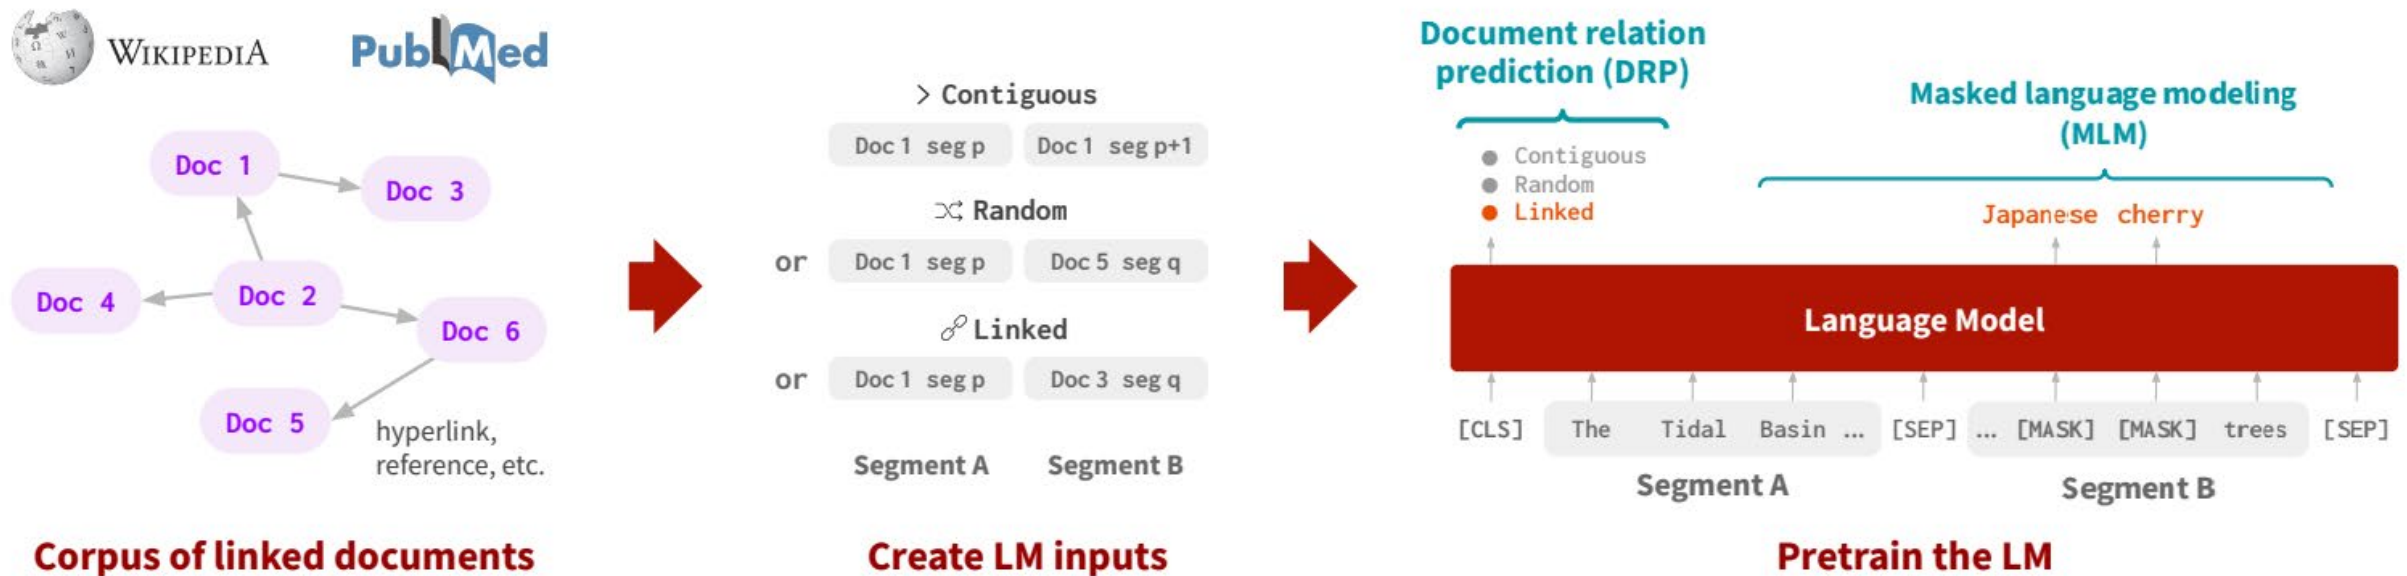 WIKIPEDIA
PubMed
Doc 1
Doc 3
Doc 2
Doc 4
Doc 6
Doc 5
hyperlink,
reference, etc.
Corpus of linked documents
Contiguous
Doc 1 seg p Doc 1 seg p+1
Random
or Doc 1 seg p Doc 5 seg q
Linked
or Doc 1 seg p Doc 3 seg q
Segment A Segment B
Create LM inputs
Document relation
prediction (DRP)
Masked language modeling
(MLM)
Contiguous
Random
Linked
Japanese cherry
Language Model
[CLS] The Tidal Basin ... [SEP] ... [MASK] [MASK] trees [SEP]
Segment A Segment B
Pretrain the LM